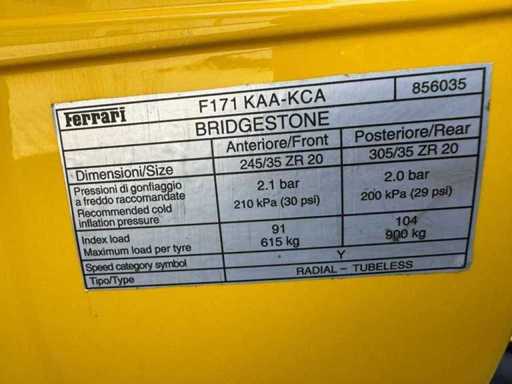 Ferrari F171 KAA-KCA 856035
BRIDGESTONE
Anteriore/Front Posteriore/Rear
Dimensioni/Size 245/35 ZR 20 305/35 ZR 20
Pressioni di gonfiaggio
a freddo raccomandate 2.1 bar 2.0 bar
Recommended cold 210 kPa (30 psi) 200 kPa (29 psi)
inflation pressure
Index load 91 104
Maximum load per tyre 615 kg 900 kg
Speed category symbol Y
Tipo/Type RADIAL - TUBELESS